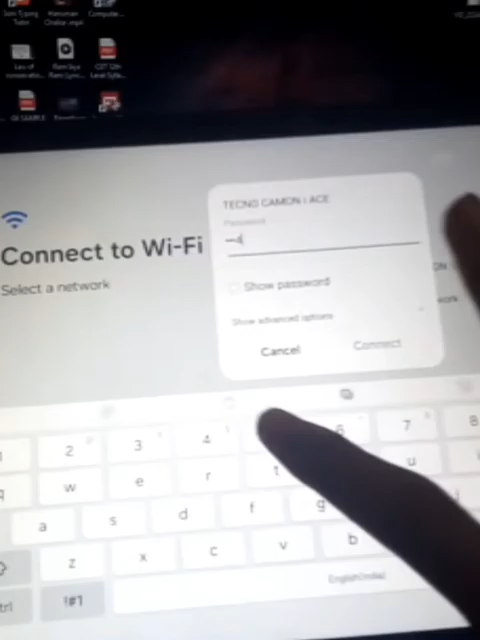 Connect to Wi-Fi
Select a network
TECNO CAMON i ACE
Password
4
Show password
Show advanced options
Cancel
Connect
2
3
4
6
7
8
w
e
r
t
u
a
s
d
f
g
z
x
c
v
b
!#1
English(India)